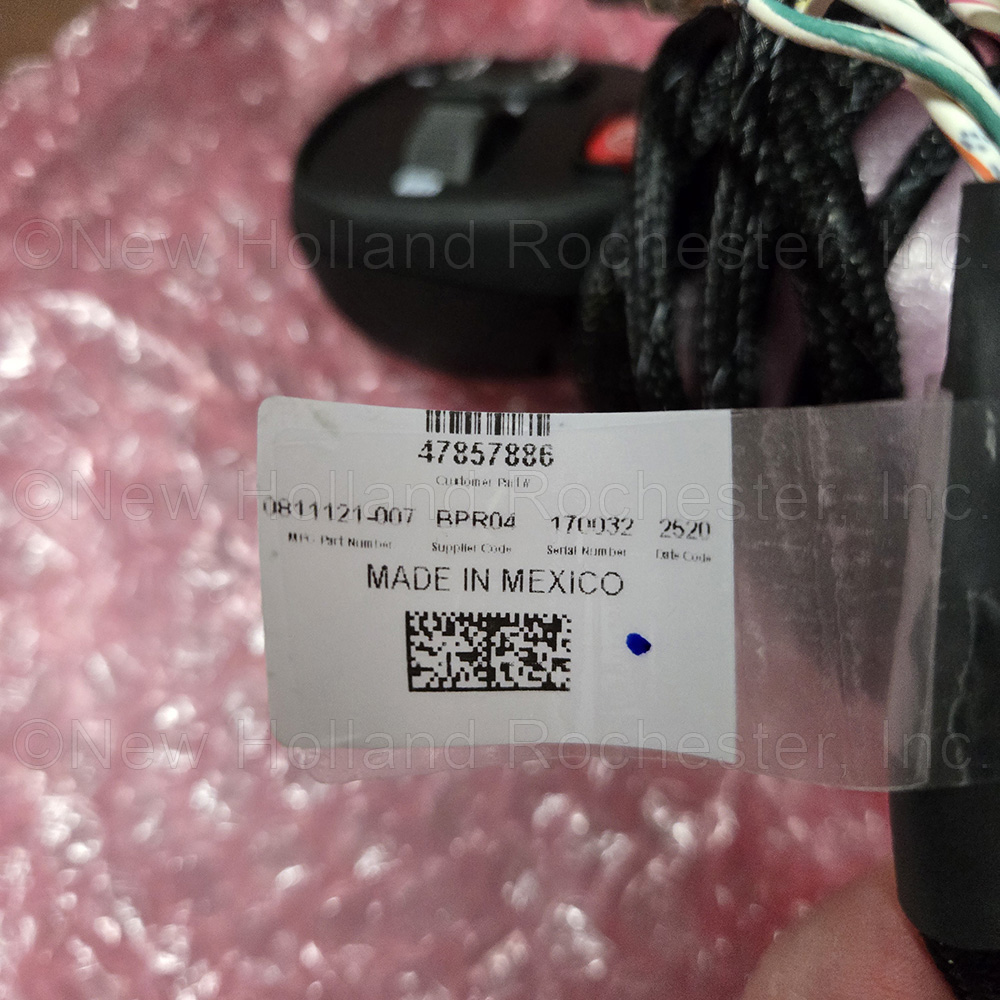 ©New Holland Rochester, Inc.
47857886
Customer Part#
©New Holland Rochester, Inc.
0811121-007 BPR04 170032 2520
Mfg. Part Number Supplier Code Serial Number Date Code
MADE IN MEXICO
©New Holland Rochester, Inc.